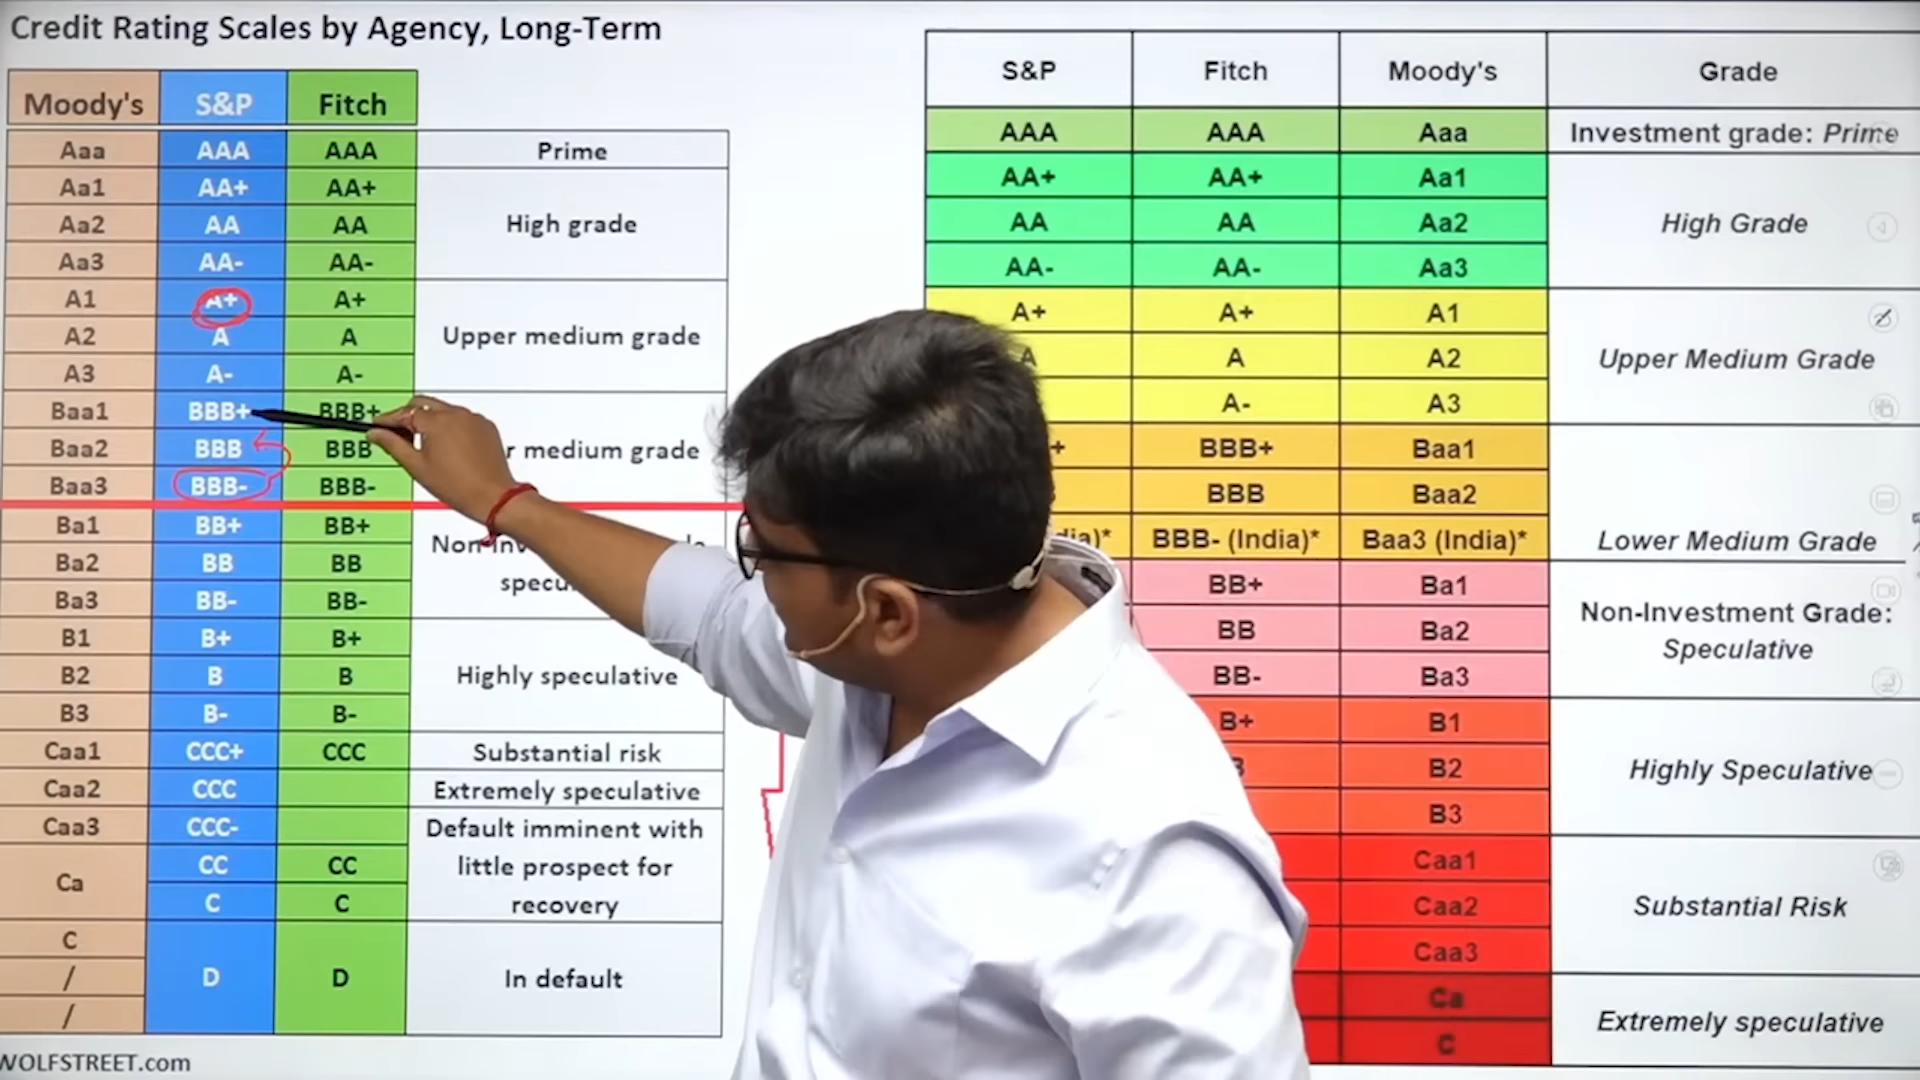 Credit Rating Scales by Agency, Long-Term
Moody's S&P Fitch
Aaa AAA AAA Prime
Aa1 AA+ AA+
Aa2 AA AA High grade
Aa3 AA- AA-
A1 A+ A+
A2 A A Upper medium grade
A3 A- A-
Baa1 BBB+ BBB+
Baa2 BBB BBB medium grade
Baa3 BBB- BBB-
Ba1 BB+ BB+
Ba2 BB BB
Ba3 BB- BB-
B1 B+ B+
B2 B B Highly speculative
B3 B- B-
Caa1 CCC+ CCC Substantial risk
Caa2 CCC Extremely speculative
Caa3 CCC- Default imminent with
Ca CC CC little prospect for
C C recovery
C
/ D D In default
/
WOLFSTREET.com
S&P Fitch Moody's Grade
AAA AAA Aaa Investment grade: Prime
AA+ AA+ Aa1
AA AA Aa2 High Grade
AA- AA- Aa3
A+ A+ A1
A A A2 Upper Medium Grade
A- A3
BBB+ Baa1
BBB Baa2
BBB- (India)* Baa3 (India)* Lower Medium Grade
BB+ Ba1 Non-Investment Grade:
BB Ba2 Speculative
BB- Ba3
B+ B1
B B2 Highly Speculative
B3
Caa1
Caa2 Substantial Risk
Caa3
Ca
C Extremely speculative